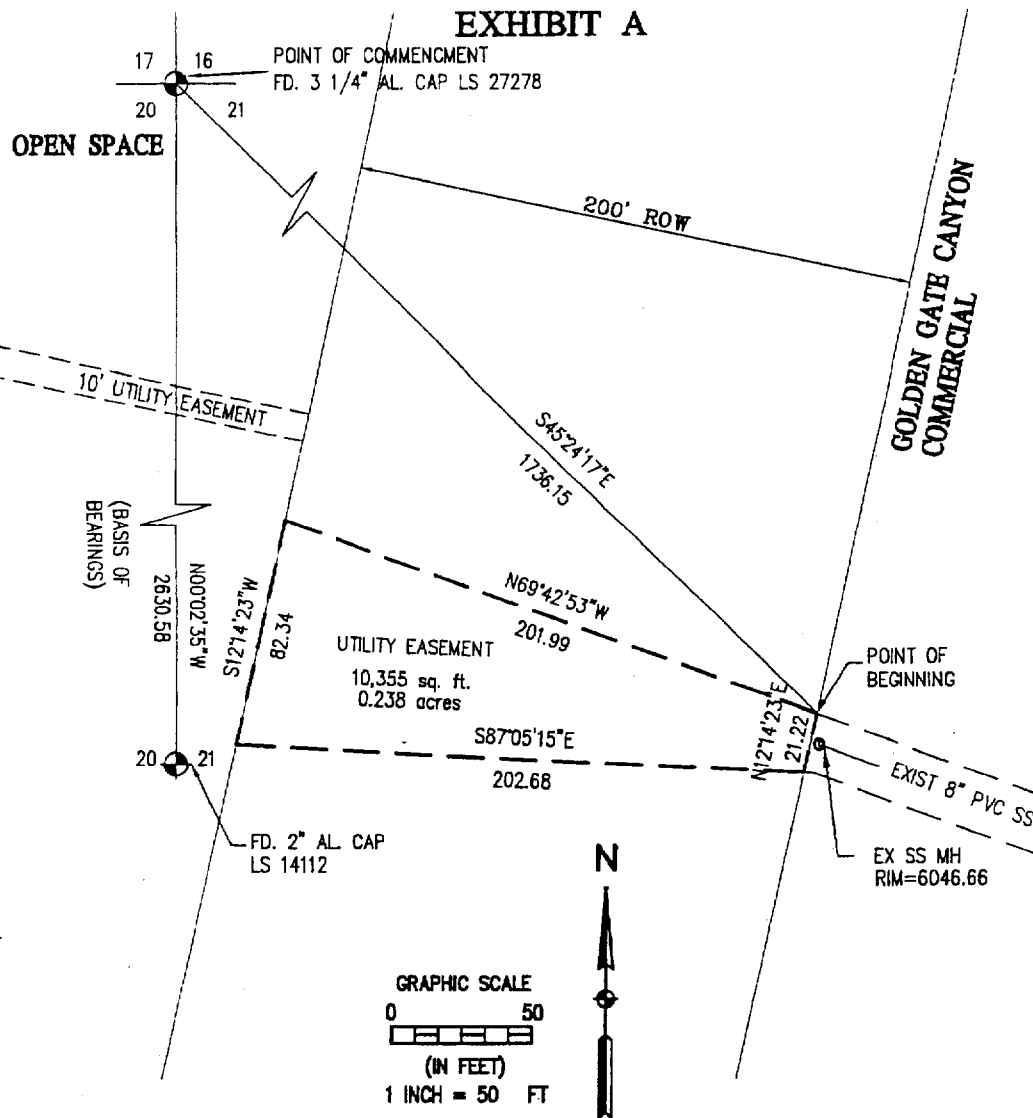 EXHIBIT A
17 16
POINT OF COMMENCMENT
FD. 3 1/4" AL. CAP LS 27278
20 21
OPEN SPACE
200' ROW
GOLDEN GATE CANYON
COMMERCIAL
10' UTILITY EASEMENT
S45°24'17"E
1736.15
(BASIS OF
BEARINGS)
N00°02'35"W
2630.58
S12°14'23"W
82.34
N69°42'53"W
201.99
UTILITY EASEMENT
10,355 sq. ft.
0.238 acres
POINT OF
BEGINNING
N12°14'23"E
21.22
S87°05'15"E
202.68
20 21
EXIST 8" PVC SS
FD. 2" AL. CAP
LS 14112
EX SS MH
RIM=6046.66
N
GRAPHIC SCALE
0 50
(IN FEET)
1 INCH = 50 FT